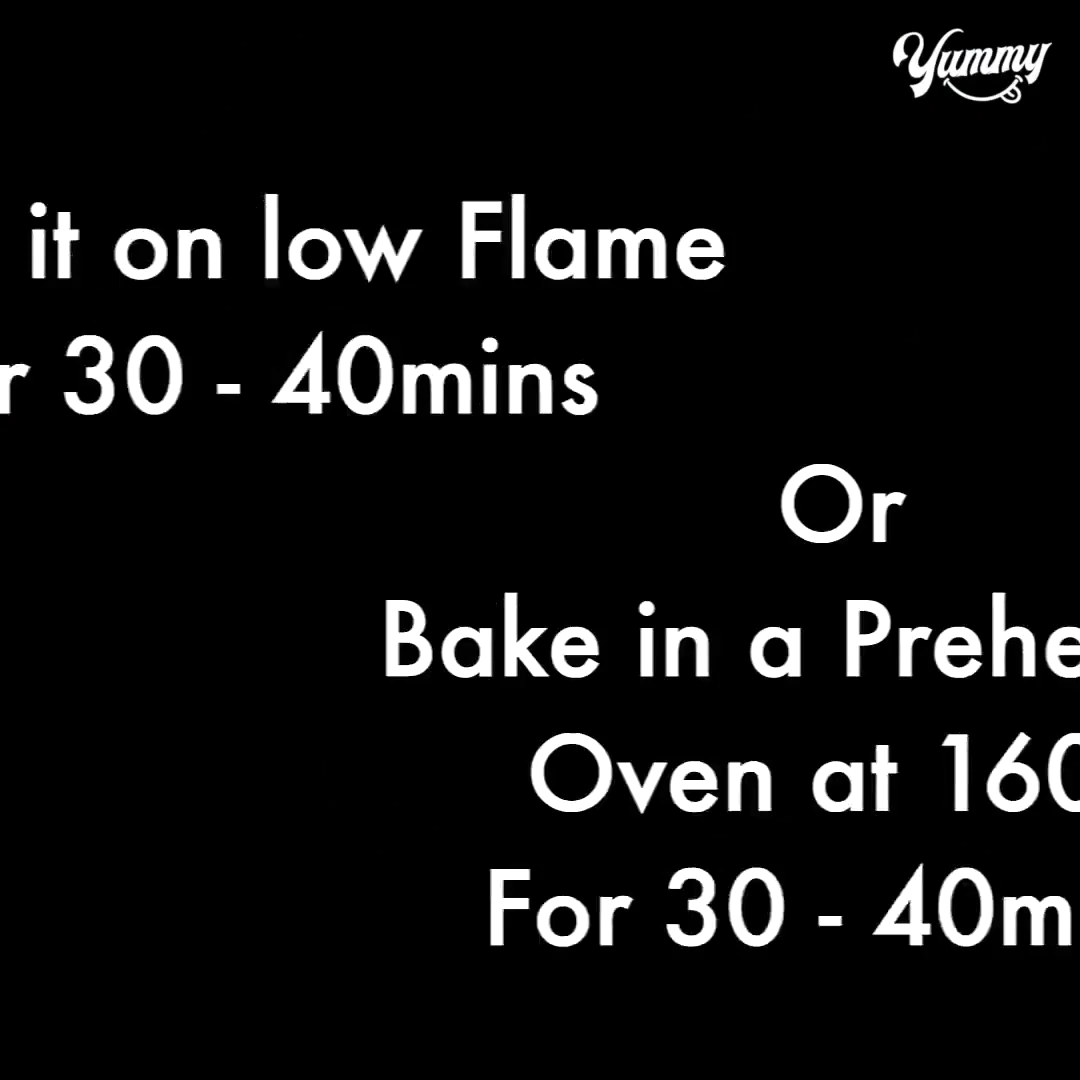 Yummy
it on low Flame
r 30 - 40mins
Or
Bake in a Prehe
Oven at 160
For 30 - 40m